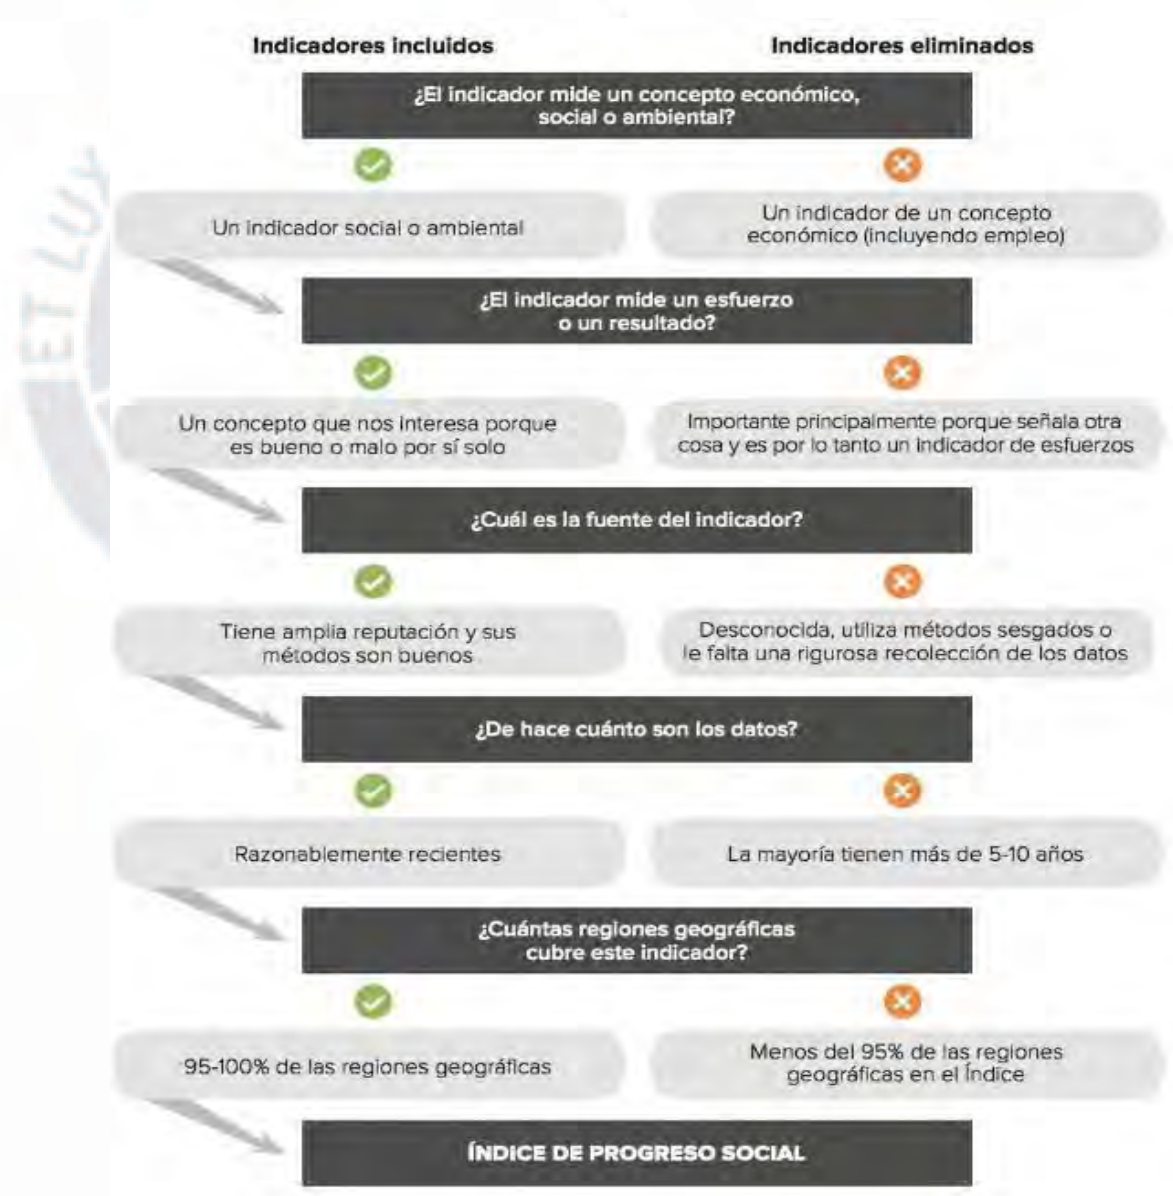 Indicadores incluidos
Indicadores eliminados
¿El indicador mide un concepto económico,
social o ambiental?
Un indicador social o ambiental
Un indicador de un concepto
económico (incluyendo empleo)
¿El indicador mide un esfuerzo
o un resultado?
Un concepto que nos interesa porque
es bueno o malo por sí solo
Importante principalmente porque señala otra
cosa y es por lo tanto un indicador de esfuerzos
¿Cuál es la fuente del indicador?
Tiene amplia reputación y sus
métodos son buenos
Desconocida, utiliza métodos sesgados o
le falta una rigurosa recolección de los datos
¿De hace cuánto son los datos?
Razonablemente recientes
La mayoría tienen más de 5-10 años
¿Cuántas regiones geográficas
cubre este indicador?
95-100% de las regiones geográficas
Menos del 95% de las regiones
geográficas en el Índice
ÍNDICE DE PROGRESO SOCIAL
ET LUX